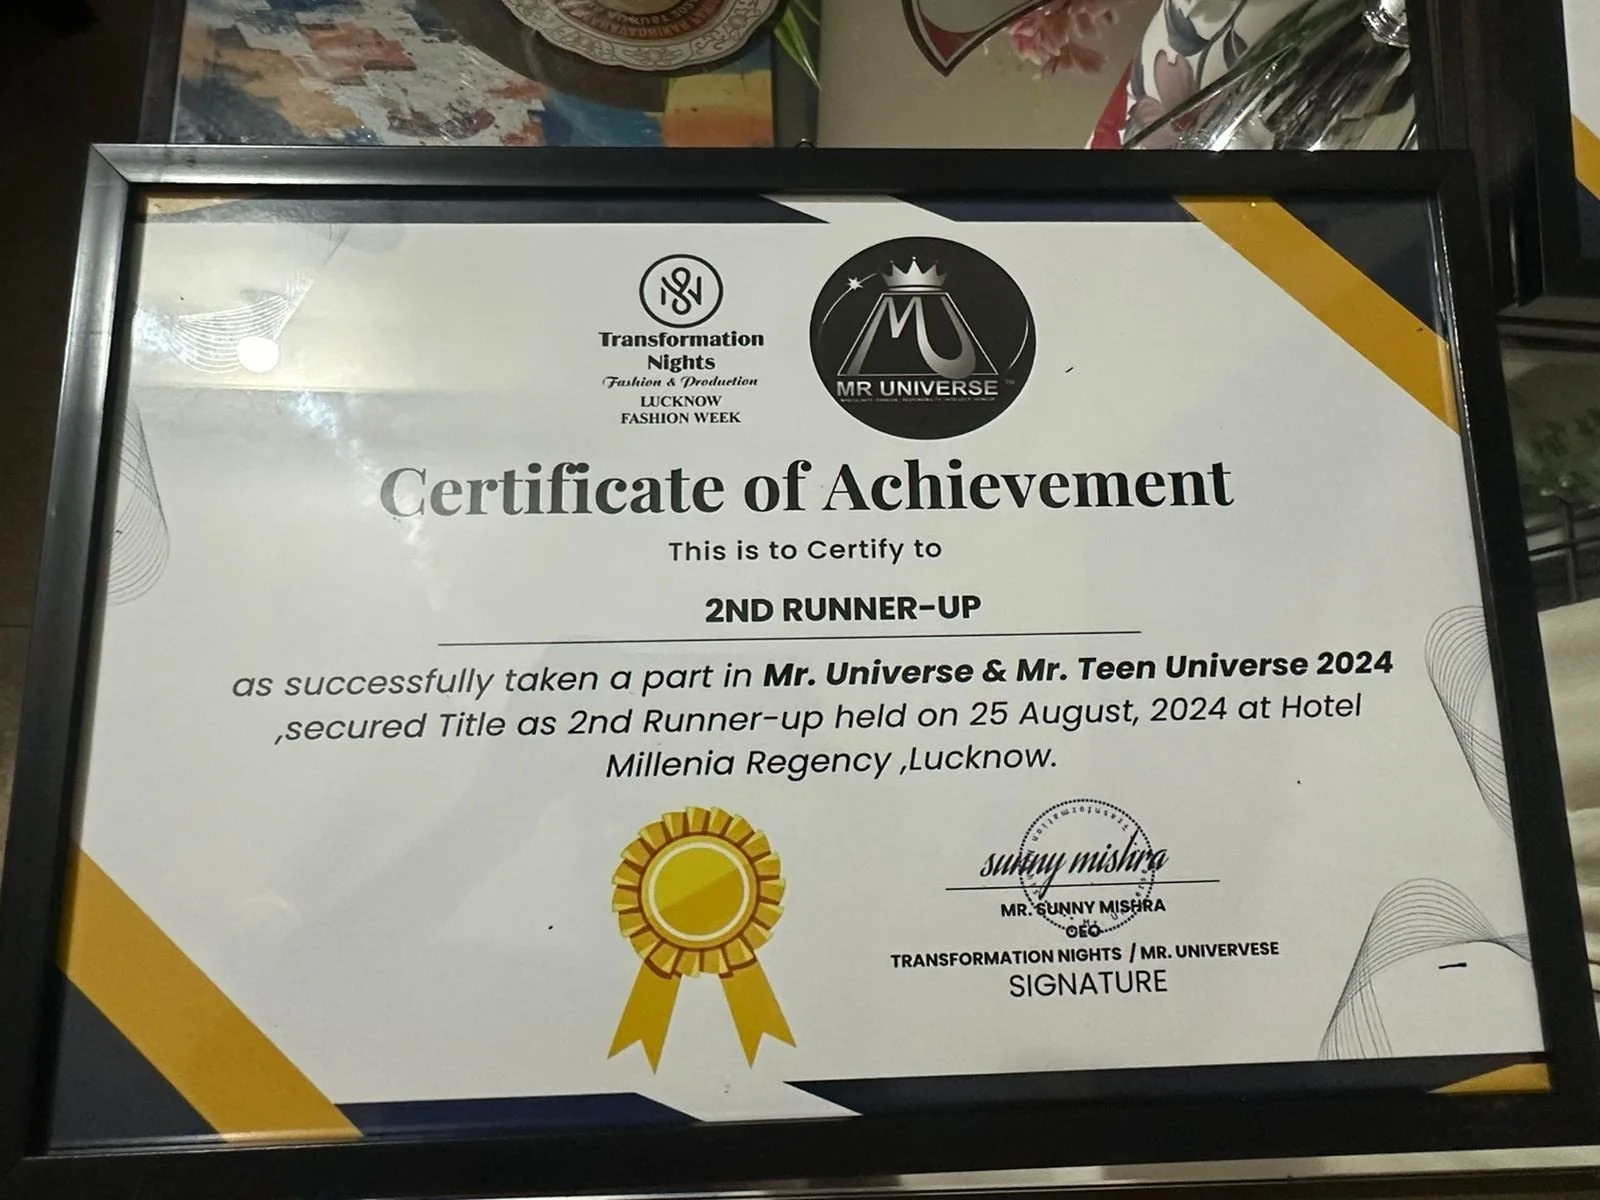 Transformation
Nights
Fashion & Production
LUCKNOW
FASHION WEEK
MR UNIVERSE ™
Certificate of Achievement
This is to Certify to
2ND RUNNER-UP
as successfully taken a part in Mr. Universe & Mr. Teen Universe 2024
,secured Title as 2nd Runner-up held on 25 August, 2024 at Hotel
Millenia Regency ,Lucknow.
sunny mishra
MR. SUNNY MISHRA
CEO
TRANSFORMATION NIGHTS / MR. UNIVERVESE
SIGNATURE